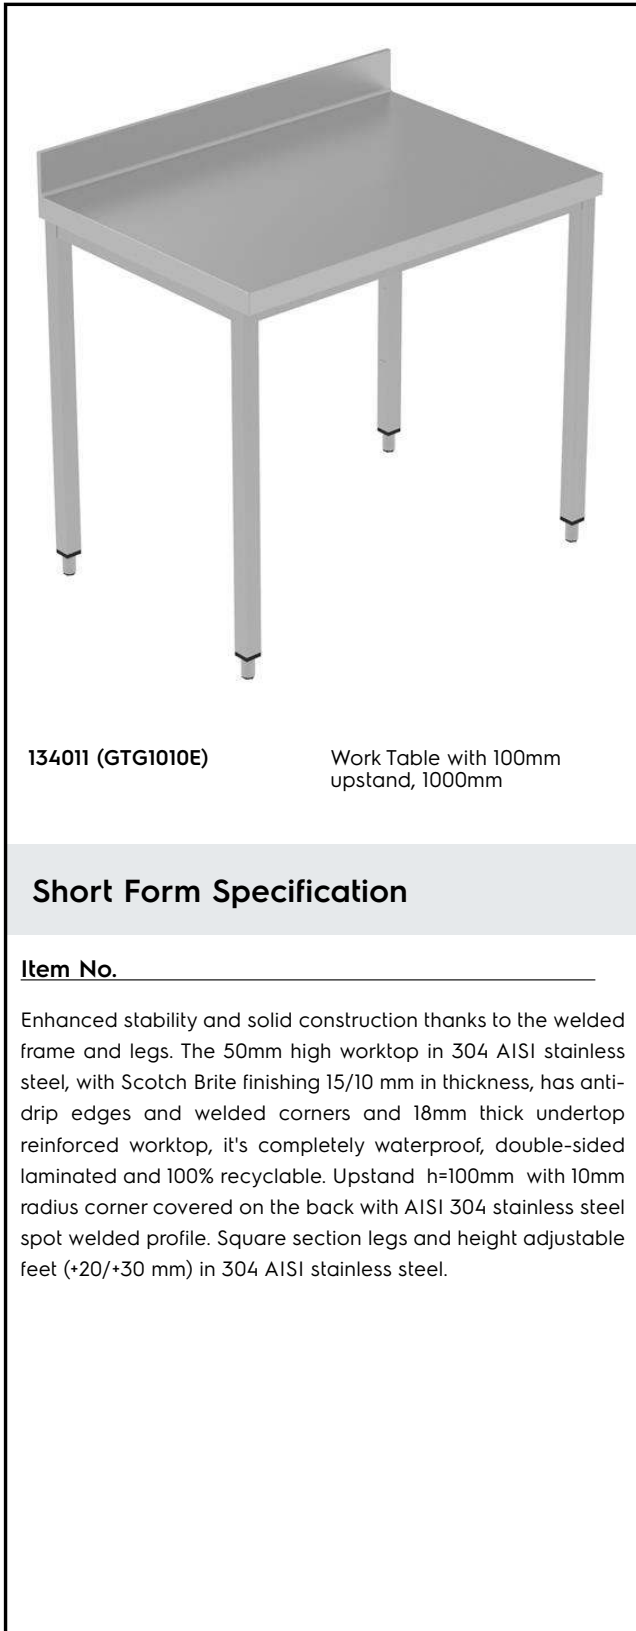 134011 (GTG1010E)
Work Table with 100mm
upstand, 1000mm
Short Form Specification
Item No.
Enhanced stability and solid construction thanks to the welded
frame and legs. The 50mm high worktop in 304 AISI stainless
steel, with Scotch Brite finishing 15/10 mm in thickness, has anti-
drip edges and welded corners and 18mm thick undertop
reinforced worktop, it's completely waterproof, double-sided
laminated and 100% recyclable. Upstand h=100mm with 10mm
radius corner covered on the back with AISI 304 stainless steel
spot welded profile. Square section legs and height adjustable
feet (+20/+30 mm) in 304 AISI stainless steel.